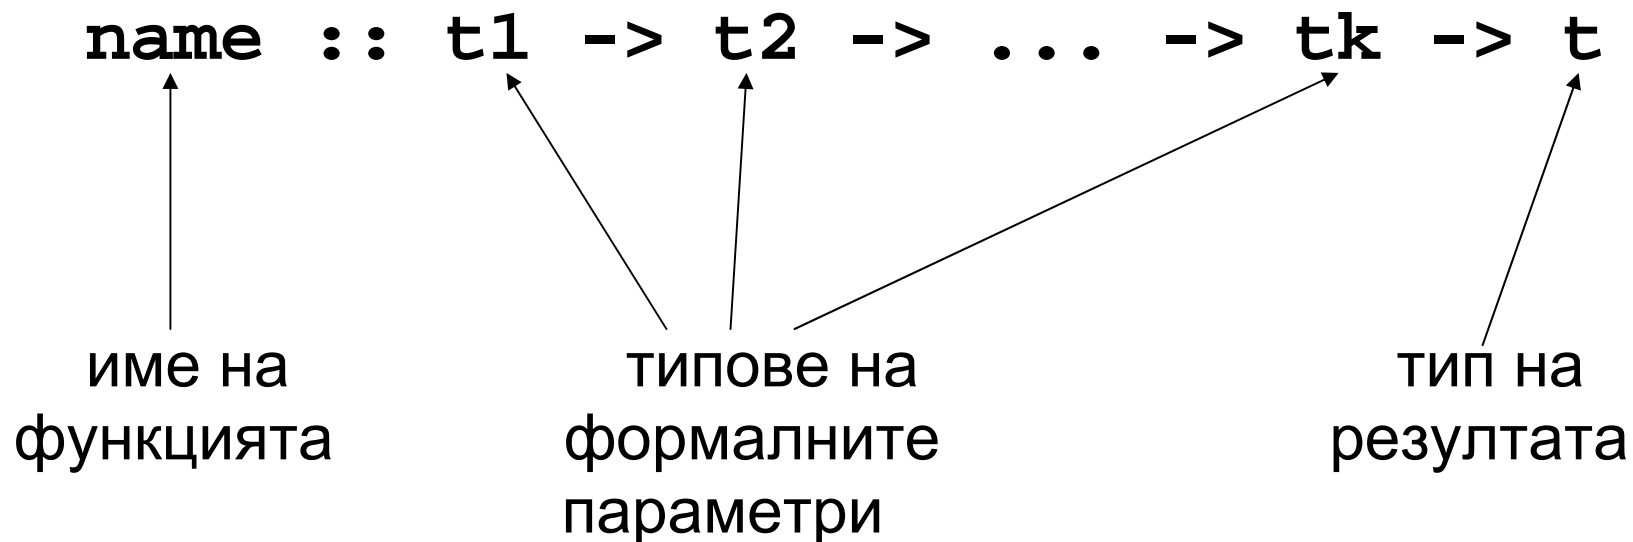 name :: t1 -> t2 -> ... -> tk -> t
име на
функцията
типове на
формалните
параметри
тип на
резултата